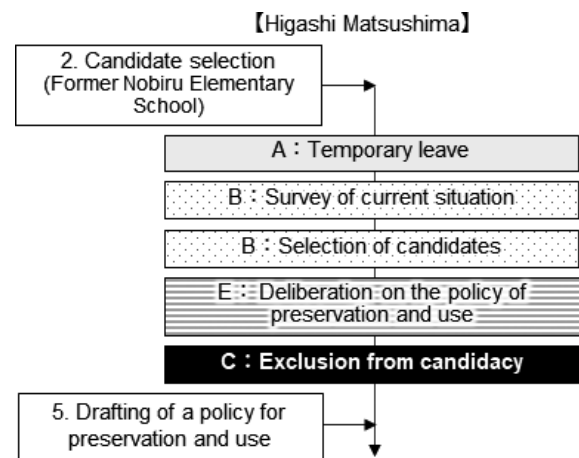 【Higashi Matsushima】
2. Candidate selection
(Former Nobiru Elementary
School)
A：Temporary leave
B：Survey of current situation
B：Selection of candidates
E：Deliberation on the policy of
preservation and use
C：Exclusion from candidacy
5. Drafting of a policy for
preservation and use